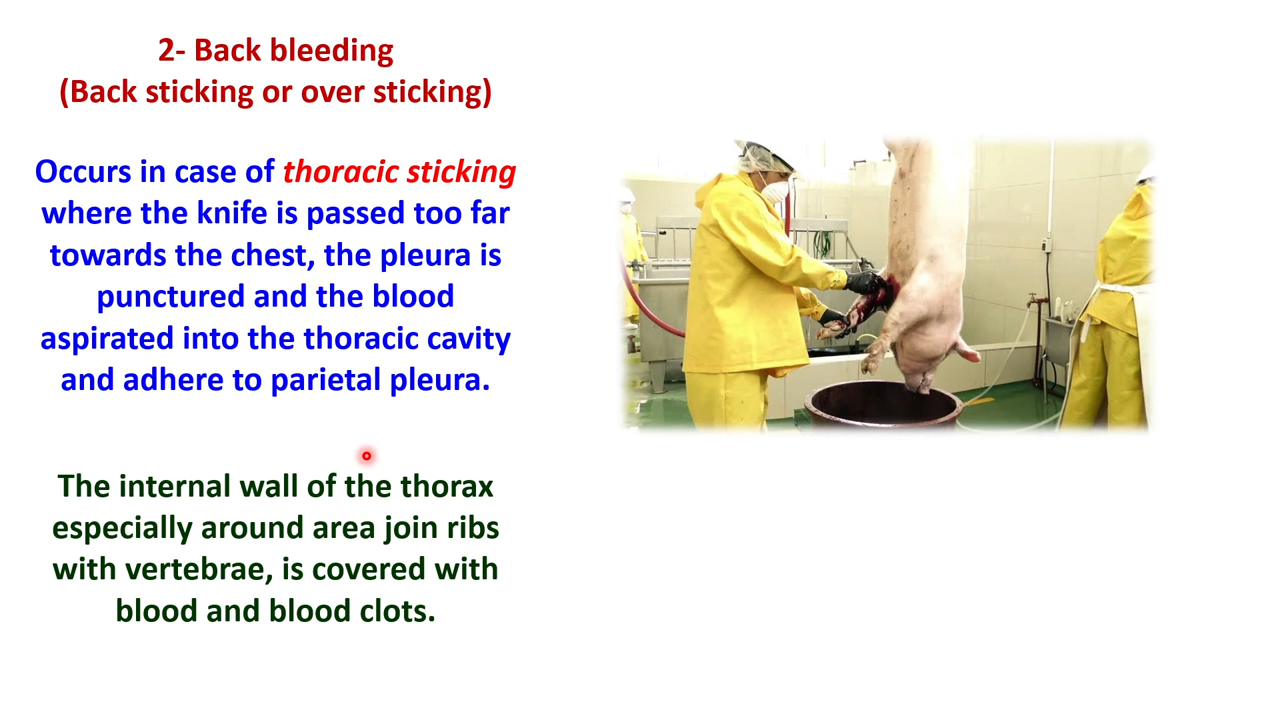 2- Back bleeding
(Back sticking or over sticking)
Occurs in case of thoracic sticking
where the knife is passed too far
towards the chest, the pleura is
punctured and the blood
aspirated into the thoracic cavity
and adhere to parietal pleura.
The internal wall of the thorax
especially around area join ribs
with vertebrae, is covered with
blood and blood clots.